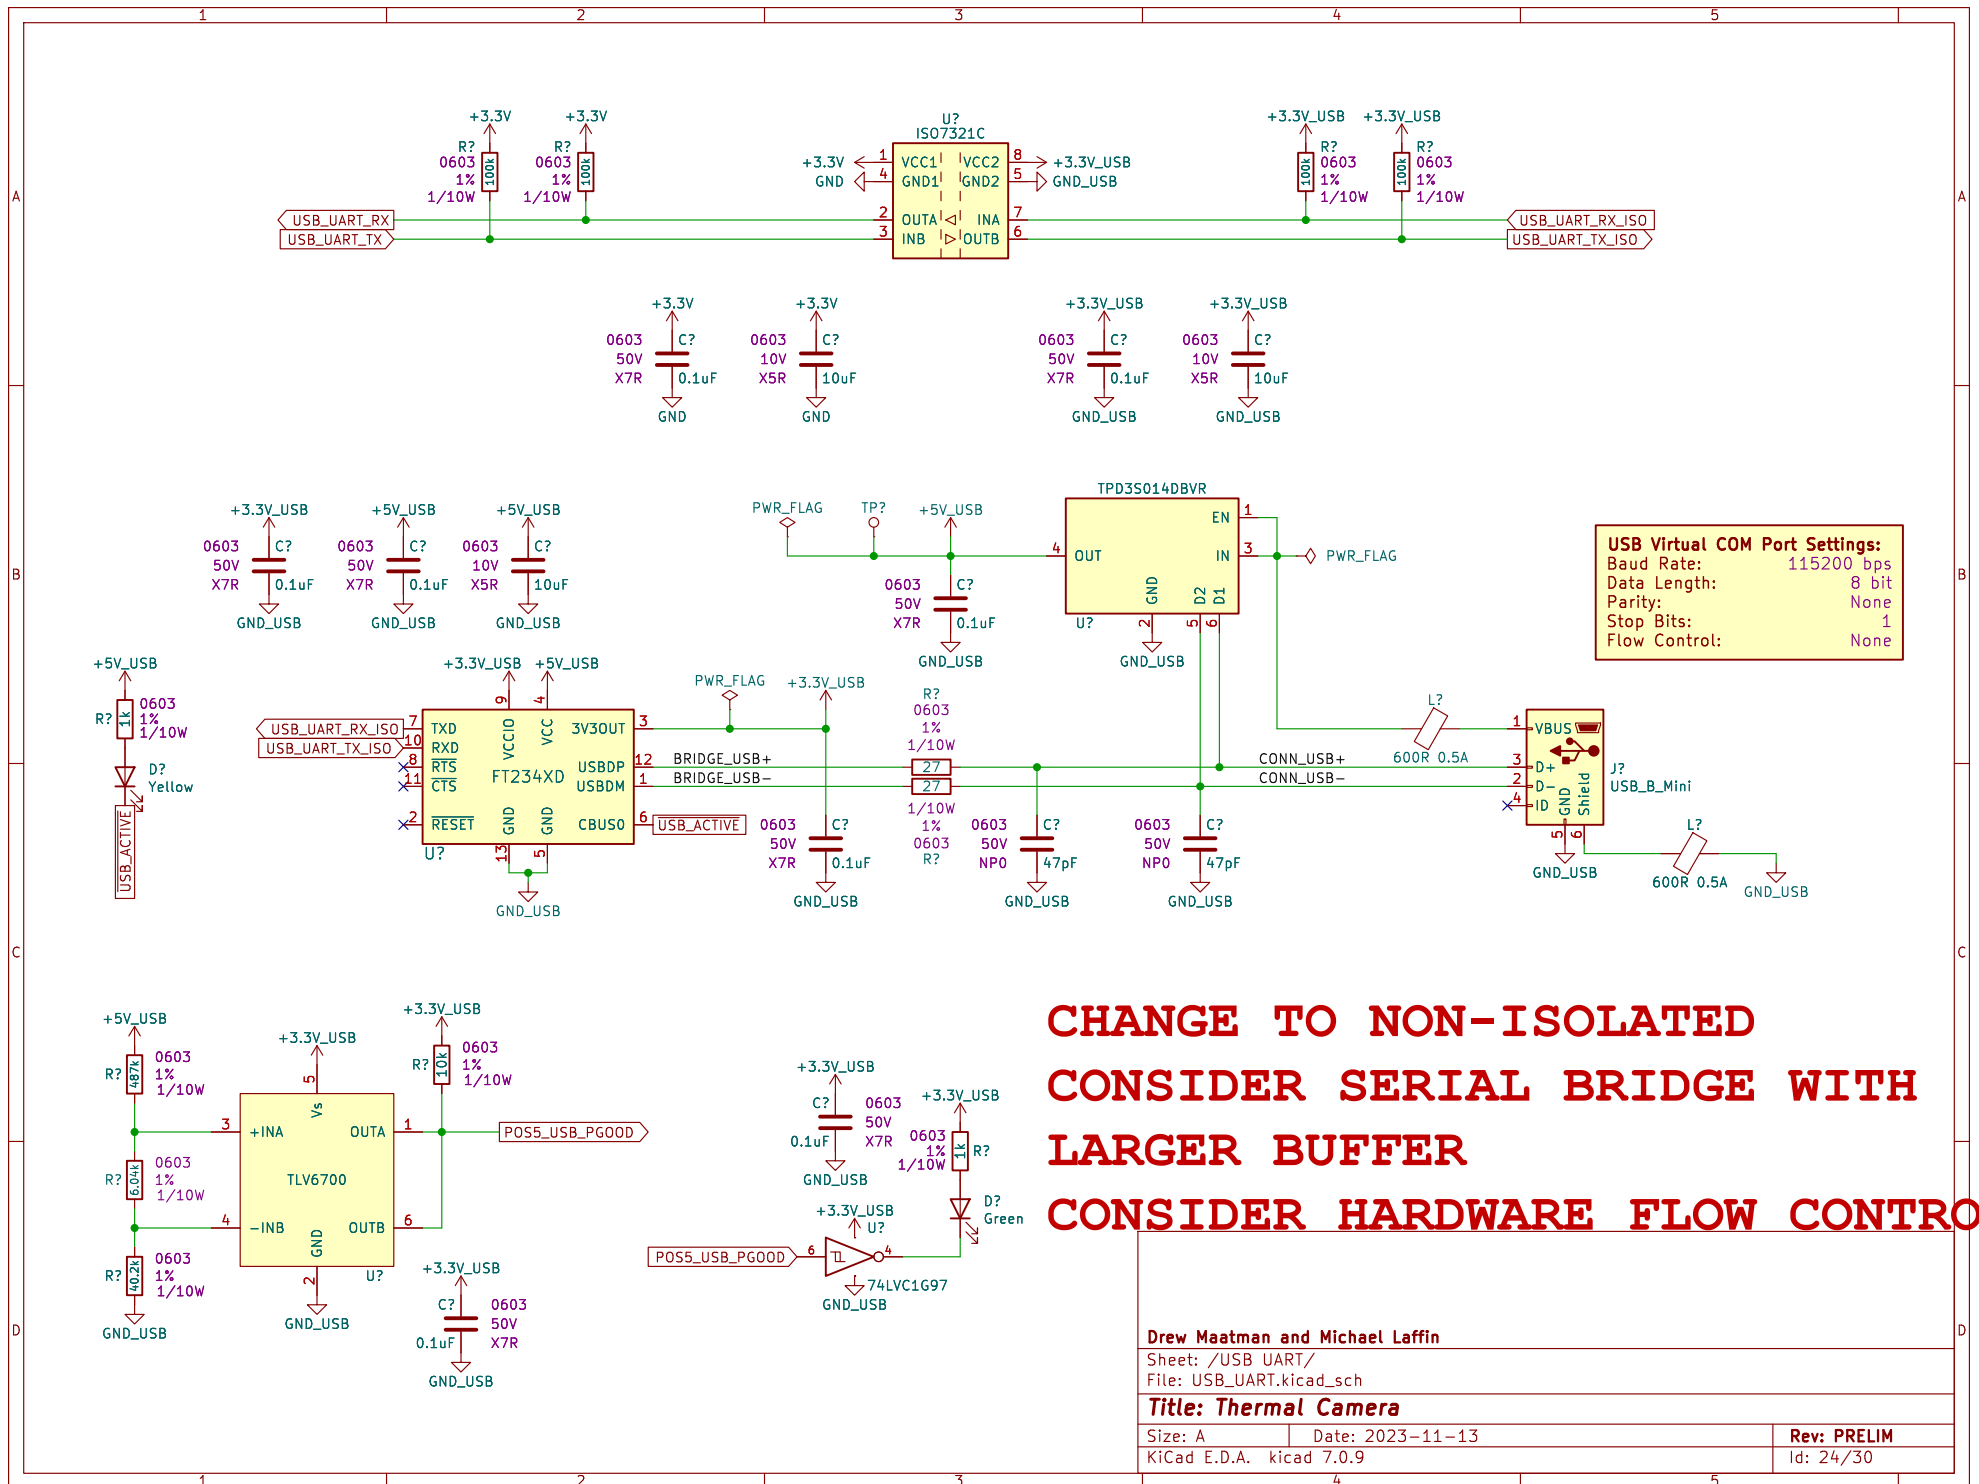 1 2 3 4 5
A A
B B
C C
D D
+3.3V +3.3V
R? R?
0603 0603
1% 1%
1/10W 1/10W
100k 100k
USB_UART_RX
USB_UART_TX
U?
ISO7321C
+3.3V 1 VCC1 VCC2 8 +3.3V_USB
GND 4 GND1 GND2 5 GND_USB
2 OUTA INA 7
3 INB OUTB 6
+3.3V_USB +3.3V_USB
R? R?
0603 0603
1% 1%
1/10W 1/10W
100k 100k
USB_UART_RX_ISO
USB_UART_TX_ISO
+3.3V +3.3V +3.3V_USB +3.3V_USB
0603 C? 0603 C? 0603 C? 0603 C?
50V 10V 50V 10V
X7R 0.1uF X5R 10uF X7R 0.1uF X5R 10uF
GND GND GND_USB GND_USB
+3.3V_USB +5V_USB +5V_USB
0603 C? 0603 C? 0603 C?
50V 50V 10V
X7R 0.1uF X7R 0.1uF X5R 10uF
GND_USB GND_USB GND_USB
PWR_FLAG TP? +5V_USB
0603 C?
50V
X7R 0.1uF
GND_USB
TPD3S014DBVR
EN 1
4 OUT IN 3 PWR_FLAG
GND D2 D1
U? 2 5 6
GND_USB
USB Virtual COM Port Settings:
Baud Rate: 115200 bps
Data Length: 8 bit
Parity: None
Stop Bits: 1
Flow Control: None
+5V_USB
R? 1k 0603
1%
1/10W
D?
Yellow
USB_ACTIVE
+3.3V_USB +5V_USB
9 4
USB_UART_RX_ISO 7 TXD VCCIO VCC 3V3OUT 3
USB_UART_TX_ISO 10 RXD
8 RTS FT234XD USBDP 12 BRIDGE_USB+
11 CTS USBDM 1 BRIDGE_USB-
2 RESET GND GND CBUS0 6 USB_ACTIVE
U? 13 5
GND_USB
PWR_FLAG +3.3V_USB
0603 C?
50V
X7R 0.1uF
GND_USB
R?
0603
1%
1/10W
27
27
1/10W
1%
0603
R?
0603 C? 0603 C?
50V 50V
NP0 47pF NP0 47pF
GND_USB GND_USB
CONN_USB+
CONN_USB-
L?
600R 0.5A
1 VBUS
3 D+
2 D-
4 ID GND Shield
5 6
J?
USB_B_Mini
GND_USB
L?
600R 0.5A
GND_USB
+5V_USB
R? 487k 0603
1%
1/10W
R? 6.04k 0603
1%
1/10W
R? 40.2k 0603
1%
1/10W
GND_USB
+3.3V_USB
5
Vs
3 +INA OUTA 1
TLV6700
4 -INB OUTB 6
GND
2 U?
GND_USB
+3.3V_USB
R? 10k 0603
1%
1/10W
POS5_USB_PGOOD
+3.3V_USB
C? 0603
50V
0.1uF X7R
GND_USB
+3.3V_USB
C? 0603
50V
0.1uF X7R
GND_USB
+3.3V_USB
0603
1% 1k R?
1/10W
D?
Green
+3.3V_USB
U?
POS5_USB_PGOOD 6 4
74LVC1G97
GND_USB
CHANGE TO NON-ISOLATED
CONSIDER SERIAL BRIDGE WITH
LARGER BUFFER
CONSIDER HARDWARE FLOW CONTRO
Drew Maatman and Michael Laffin
Sheet: /USB UART/
File: USB_UART.kicad_sch
Title: Thermal Camera
Size: A Date: 2023-11-13 Rev: PRELIM
KiCad E.D.A. kicad 7.0.9 Id: 24/30
1 2 3 4 5